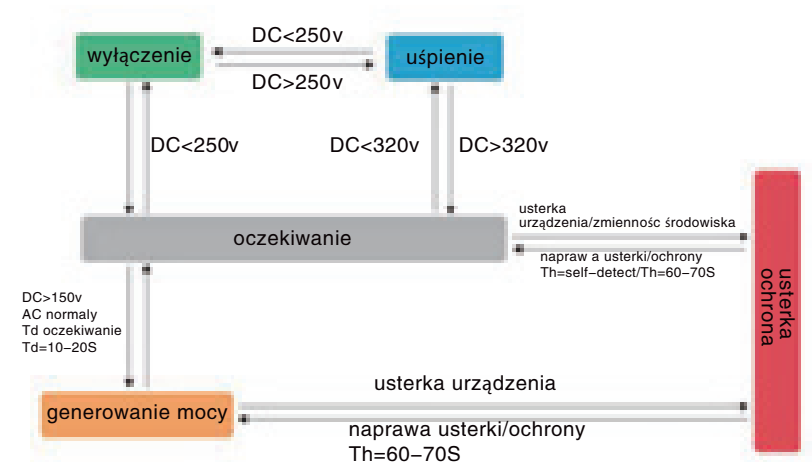 DC<250v
wyłączenie
uśpienie
DC>250v
DC<250v
DC<320v
DC>320v
usterka
urządzenia/zmiennośc środowiska
oczekiwanie
napraw a usterki/ochrony
Th=self–detect/Th=60–70S
usterka
ochrona
DC>150v
AC normaly
Td oczekiwanie
Td=10–20S
usterka urządzenia
generowanie mocy
naprawa usterki/ochrony
Th=60–70S